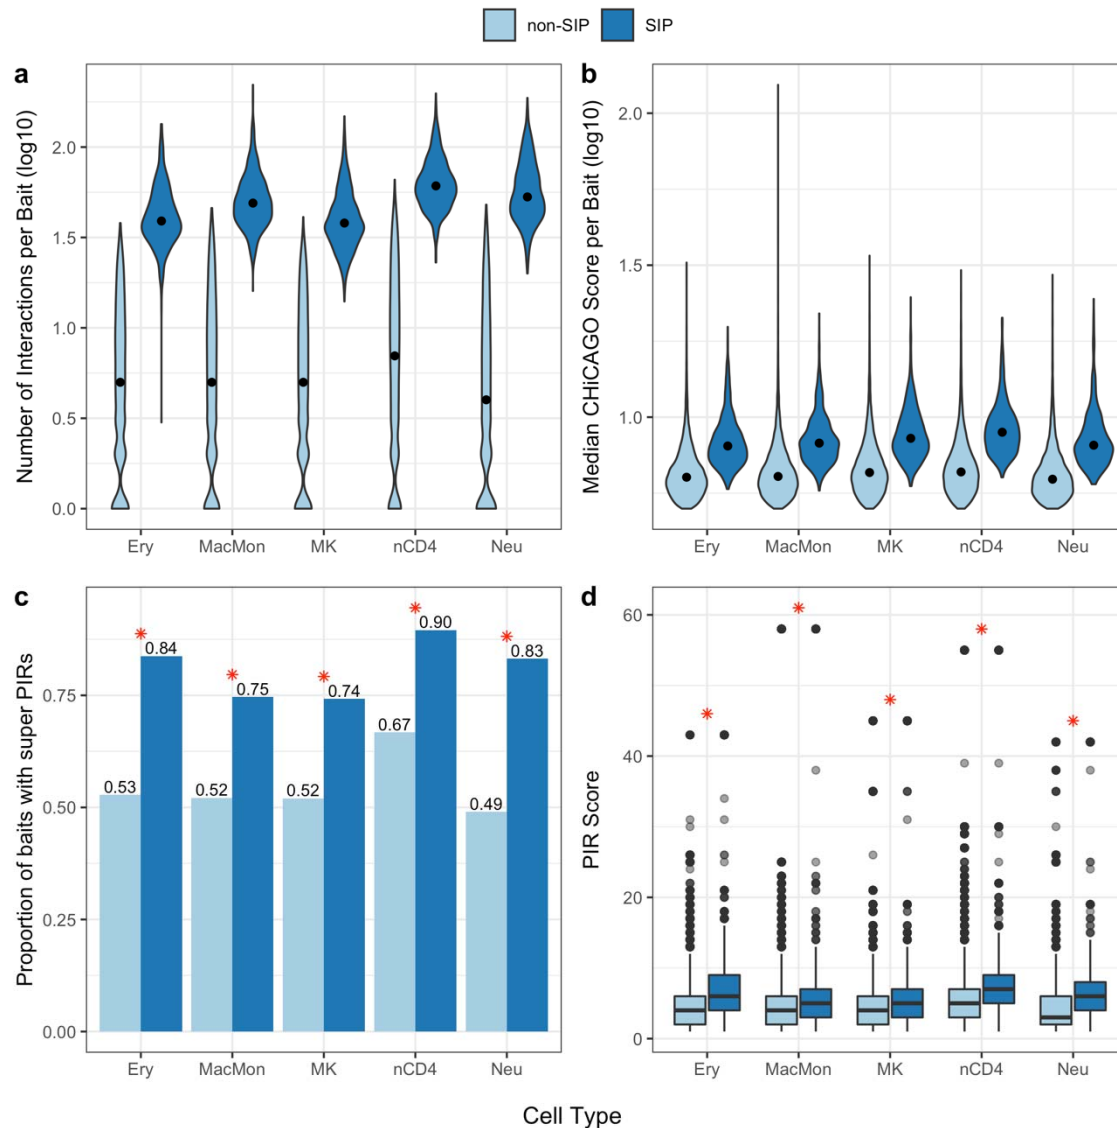 non-SIP SIP
a
Number of Interactions per Bait (log10)
2.0
1.5
1.0
0.5
0.0
Ery MacMon MK nCD4 Neu
b
Median CHiCAGO Score per Bait (log10)
2.0
1.5
1.0
Ery MacMon MK nCD4 Neu
c
Proportion of baits with super PIRs
0.75
0.50
0.25
0.00
* * * * *
0.53 0.84 0.52 0.75 0.52 0.74 0.67 0.90 0.49 0.83
Ery MacMon MK nCD4 Neu
d
PIR Score
60
40
20
0
* * * * *
Ery MacMon MK nCD4 Neu
Cell Type